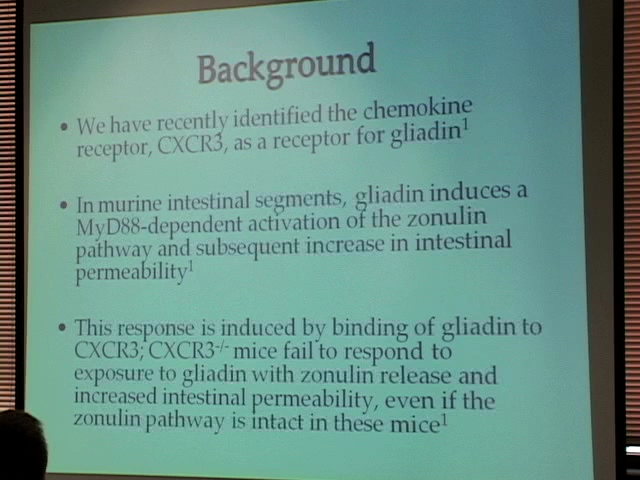 Background
• We have recently identified the chemokine
receptor, CXCR3, as a receptor for gliadin¹
• In murine intestinal segments, gliadin induces a
MyD88-dependent activation of the zonulin
pathway and subsequent increase in intestinal
permeability¹
• This response is induced by binding of gliadin to
CXCR3; CXCR3⁻/⁻ mice fail to respond to
exposure to gliadin with zonulin release and
increased intestinal permeability, even if the
zonulin pathway is intact in these mice¹